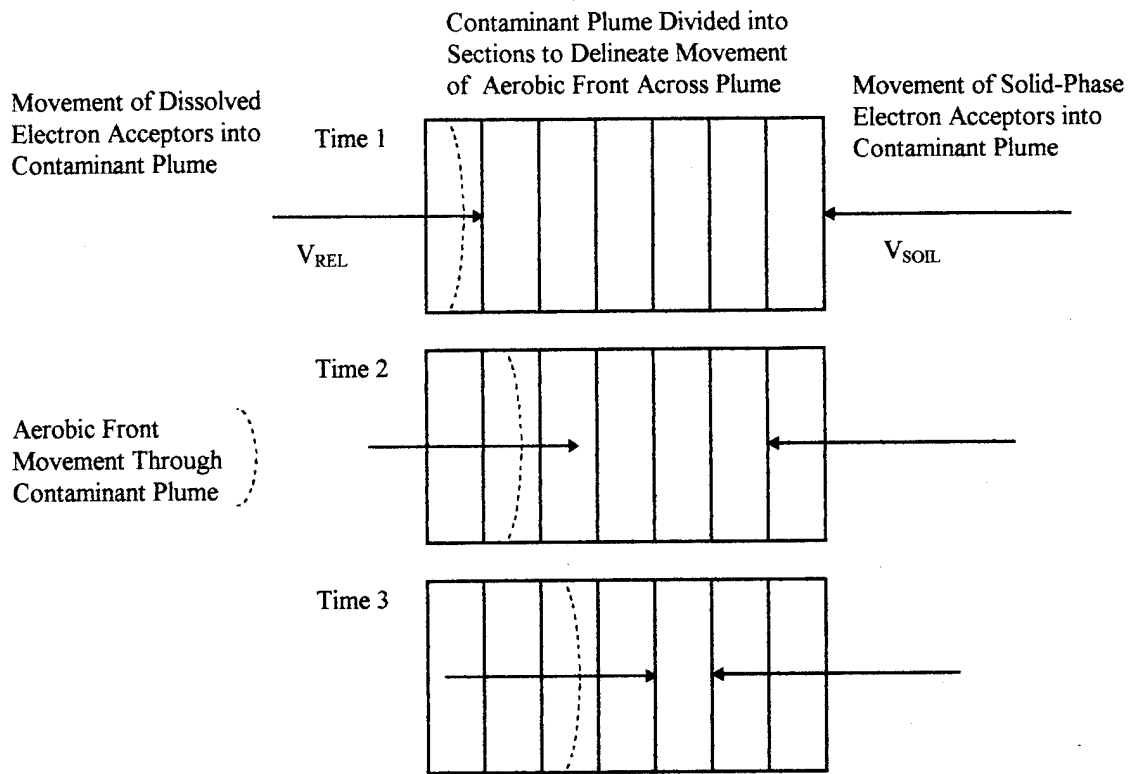 Contaminant Plume Divided into
Sections to Delineate Movement
of Aerobic Front Across Plume
Movement of Dissolved
Electron Acceptors into
Contaminant Plume
Movement of Solid-Phase
Electron Acceptors into
Contaminant Plume
Time 1
VREL
VSOIL
Time 2
Aerobic Front
Movement Through
Contaminant Plume
Time 3